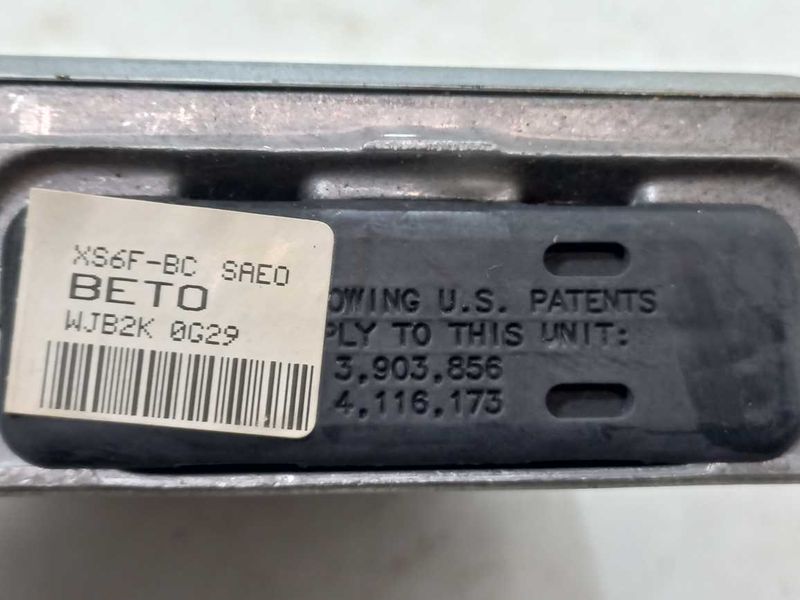 XS6F-BC SAEO
BETO
WJB2K 0G29
OWING U.S. PATENTS
PLY TO THIS UNIT:
3,903,856
4,116,173